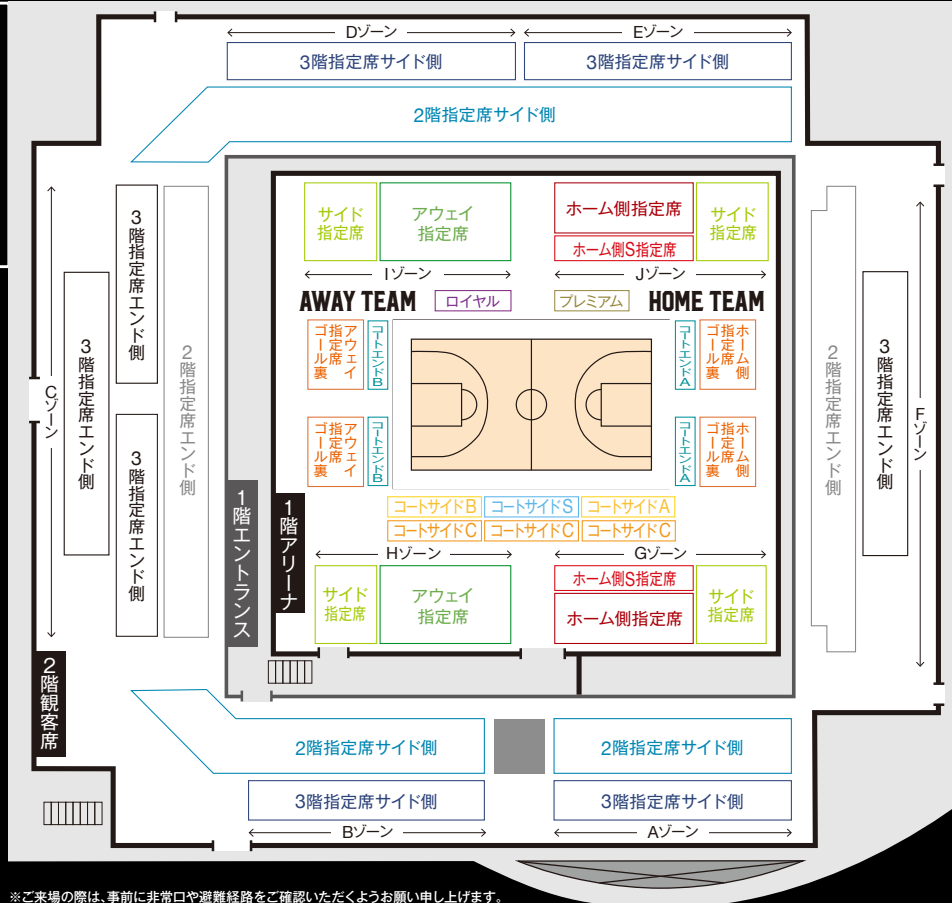 Dゾーン
Eゾーン
3階指定席サイド側
3階指定席サイド側
2階指定席サイド側
Cゾーン
3階指定席エンド側
3階指定席エンド側
3階指定席エンド側
2階指定席エンド側
サイド
指定席
アウェイ
指定席
ホーム側指定席
ホーム側S指定席
サイド
指定席
Iゾーン
Jゾーン
AWAY TEAM
ロイヤル
プレミアム
HOME TEAM
アウェイ
指定席
ゴール裏
コートエンドB
コートエンドA
ホーム側
指定席
ゴール裏
アウェイ
指定席
ゴール裏
コートエンドB
コートエンドA
ホーム側
指定席
ゴール裏
2階指定席エンド側
3階指定席エンド側
Fゾーン
コートサイドB
コートサイドS
コートサイドA
コートサイドC
コートサイドC
コートサイドC
1階エントランス
1階アリーナ
Hゾーン
Gゾーン
サイド
指定席
アウェイ
指定席
ホーム側S指定席
ホーム側指定席
サイド
指定席
2階観客席
2階指定席サイド側
2階指定席サイド側
3階指定席サイド側
3階指定席サイド側
Bゾーン
Aゾーン
※ご来場の際は、事前に非常口や避難経路をご確認いただくようお願い申し上げます。